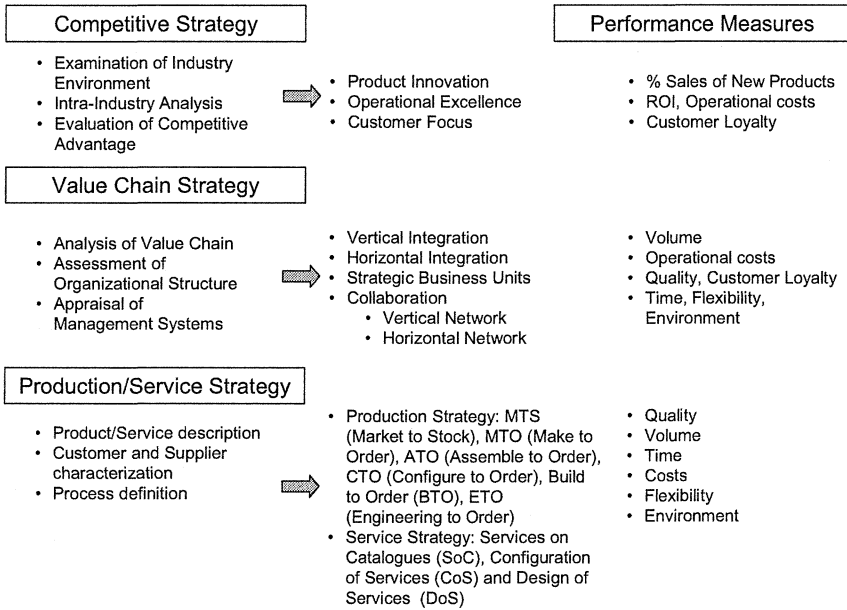 Competitive Strategy
Performance Measures
• Examination of Industry
Environment
• Intra-Industry Analysis
• Evaluation of Competitive
Advantage
• Product Innovation
• Operational Excellence
• Customer Focus
• % Sales of New Products
• ROI, Operational costs
• Customer Loyalty
Value Chain Strategy
• Analysis of Value Chain
• Assessment of
Organizational Structure
• Appraisal of
Management Systems
• Vertical Integration
• Horizontal Integration
• Strategic Business Units
• Collaboration
• Vertical Network
• Horizontal Network
• Volume
• Operational costs
• Quality, Customer Loyalty
• Time, Flexibility,
Environment
Production/Service Strategy
• Product/Service description
• Customer and Supplier
characterization
• Process definition
• Production Strategy: MTS
(Market to Stock), MTO (Make to
Order), ATO (Assemble to Order),
CTO (Configure to Order), Build
to Order (BTO), ETO
(Engineering to Order)
• Service Strategy: Services on
Catalogues (SoC), Configuration
of Services (CoS) and Design of
Services (DoS)
• Quality
• Volume
• Time
• Costs
• Flexibility
• Environment